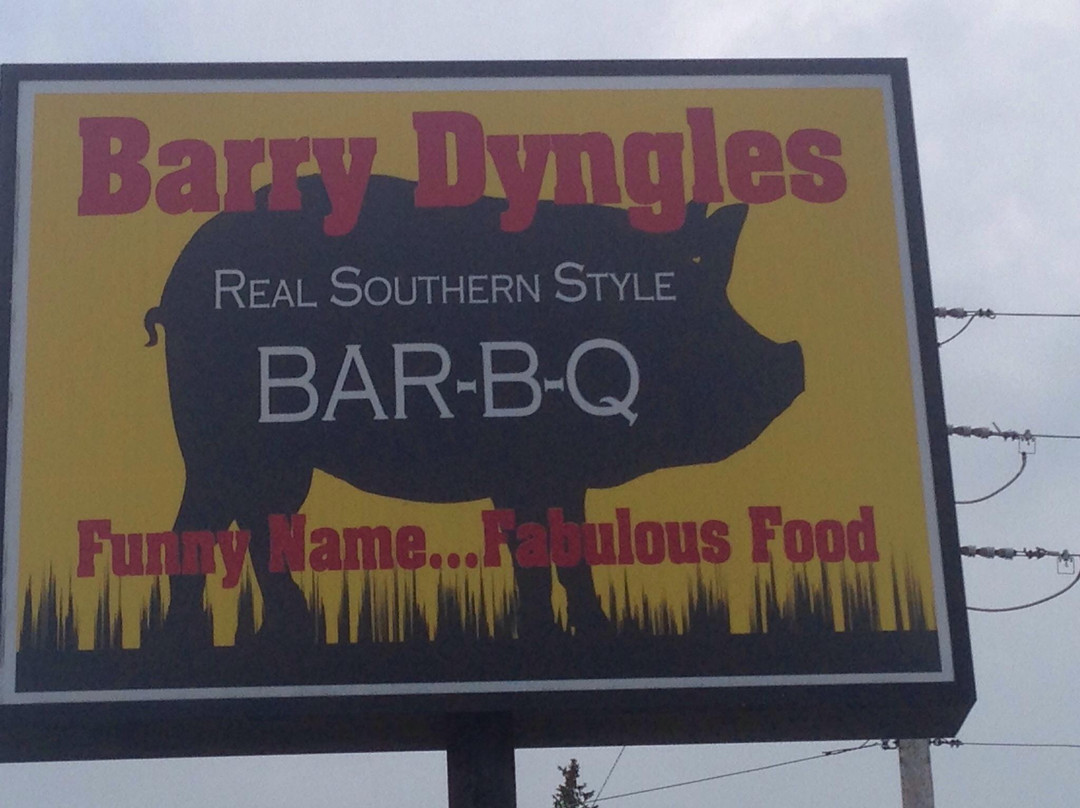 Barry Dyngles
REAL SOUTHERN STYLE
BAR-B-Q
Funny Name...Fabulous Food